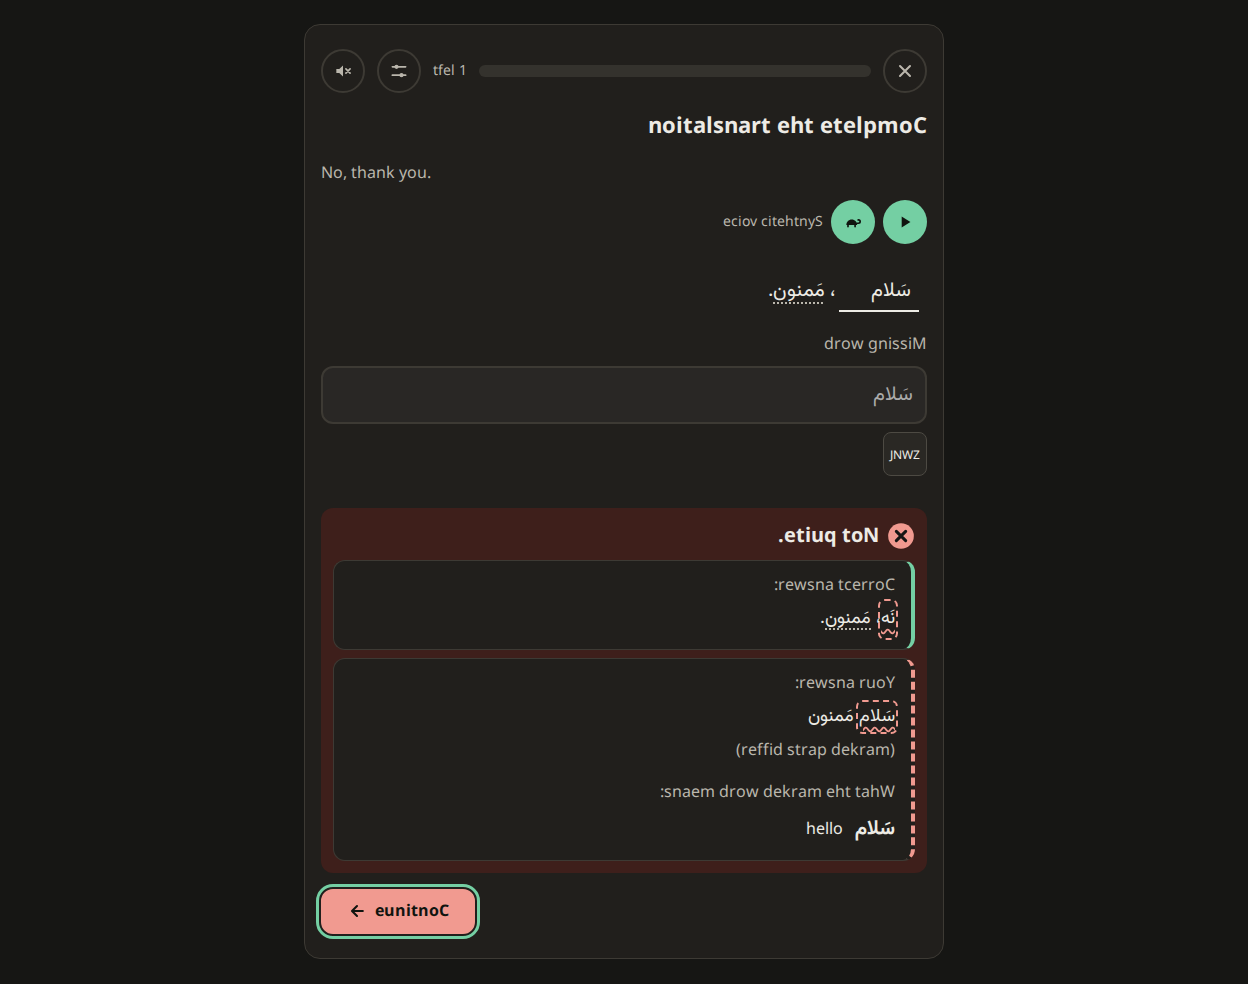 tfel 1
noitalsnart eht etelpmoC
No, thank you.
eciov citehtnyS
سَلام ، مَمنون.
drow gnissiM
سَلام
JNWZ
.etiuq toN
:rewsna tcerroC
نَه، مَمنون.
:rewsna ruoY
سَلام مَمنون
(reffid strap dekram)
:snaem drow dekram eht tahW
سَلام hello
eunitnoC